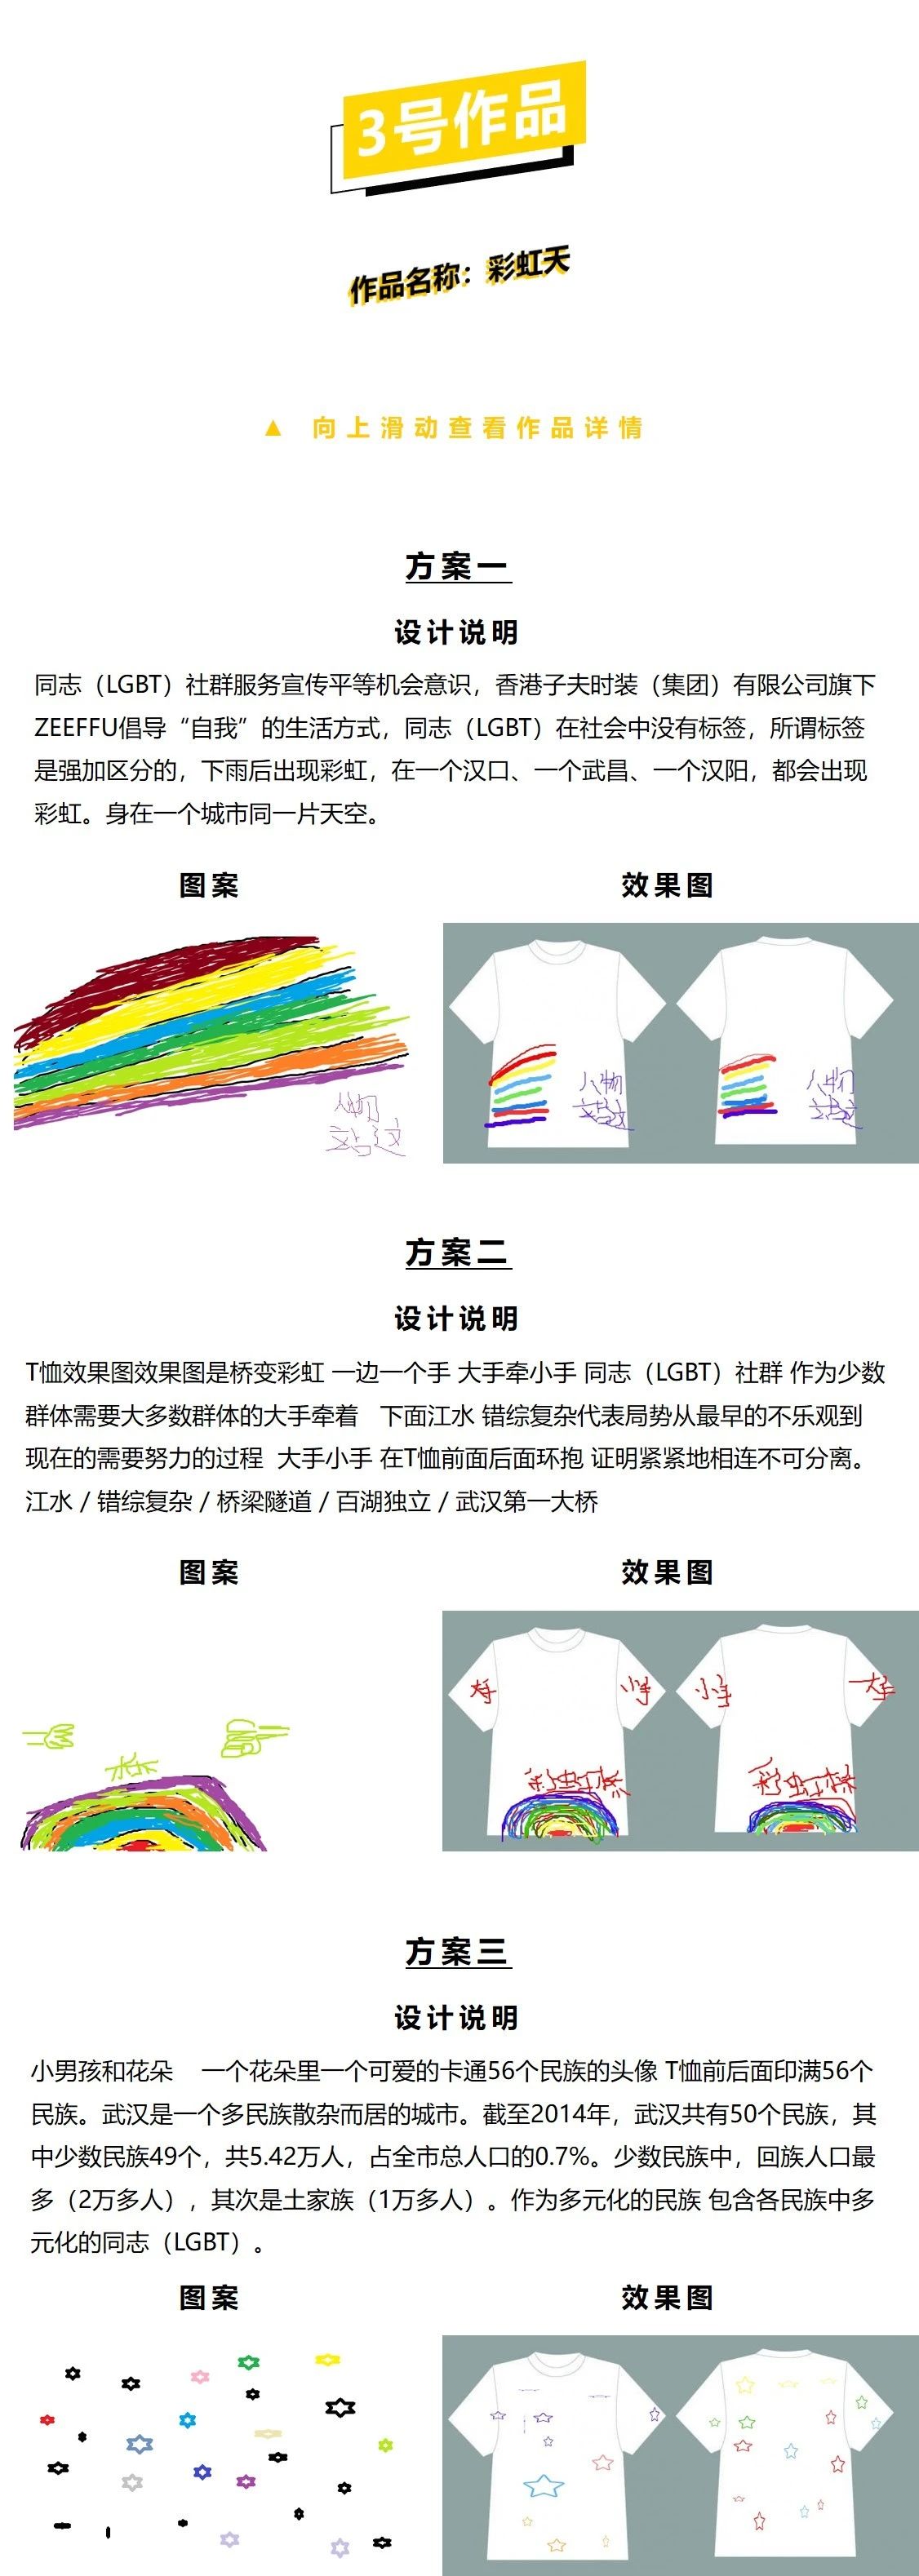 3号作品
作品名称：彩虹天
▲ 向上滑动查看作品详情
方案一
设计说明
同志（LGBT）社群服务宣传平等机会意识，香港子夫时装（集团）有限公司旗下
ZEEFFU倡导“自我”的生活方式，同志（LGBT）在社会中没有标签，所谓标签
是强加区分的，下雨后出现彩虹，在一个汉口、一个武昌、一个汉阳，都会出现
彩虹。身在一个城市同一片天空。
图案
效果图
人物
站这
人物
站这
人物
站这
方案二
设计说明
T恤效果图效果图是桥变彩虹 一边一个手 大手牵小手 同志（LGBT）社群 作为少数
群体需要大多数群体的大手牵着 下面江水 错综复杂代表局势从最早的不乐观到
现在的需要努力的过程 大手小手 在T恤前面后面环抱 证明紧紧地相连不可分离。
江水 / 错综复杂 / 桥梁隧道 / 百湖独立 / 武汉第一大桥
图案
效果图
大手
小手
小手
大手
彩虹桥
彩虹桥
方案三
设计说明
小男孩和花朵 一个花朵里一个可爱的卡通56个民族的头像 T恤前后面印满56个
民族。武汉是一个多民族散杂而居的城市。截至2014年，武汉共有50个民族，其
中少数民族49个，共5.42万人，占全市总人口的0.7%。少数民族中，回族人口最
多（2万多人），其次是土家族（1万多人）。作为多元化的民族 包含各民族中多
元化的同志（LGBT）。
图案
效果图